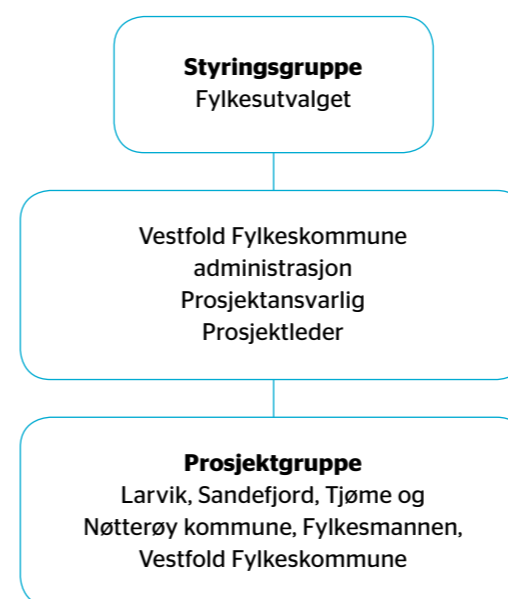 Styringsgruppe
Fylkesutvalget
Vestfold Fylkeskommune
administrasjon
Prosjektansvarlig
Prosjektleder
Prosjektgruppe
Larvik, Sandefjord, Tjøme og
Nøtterøy kommune, Fylkesmannen,
Vestfold Fylkeskommune